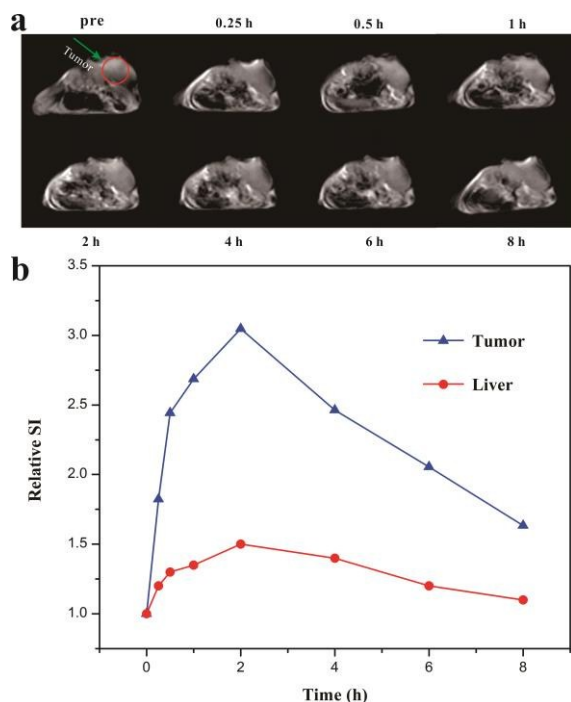 a
pre 0.25 h 0.5 h 1 h
Tumor
2 h 4 h 6 h 8 h
b
3.5
3.0
Tumor
2.5
Liver
Relative SI
2.0
1.5
1.0
0 2 4 6 8
Time (h)